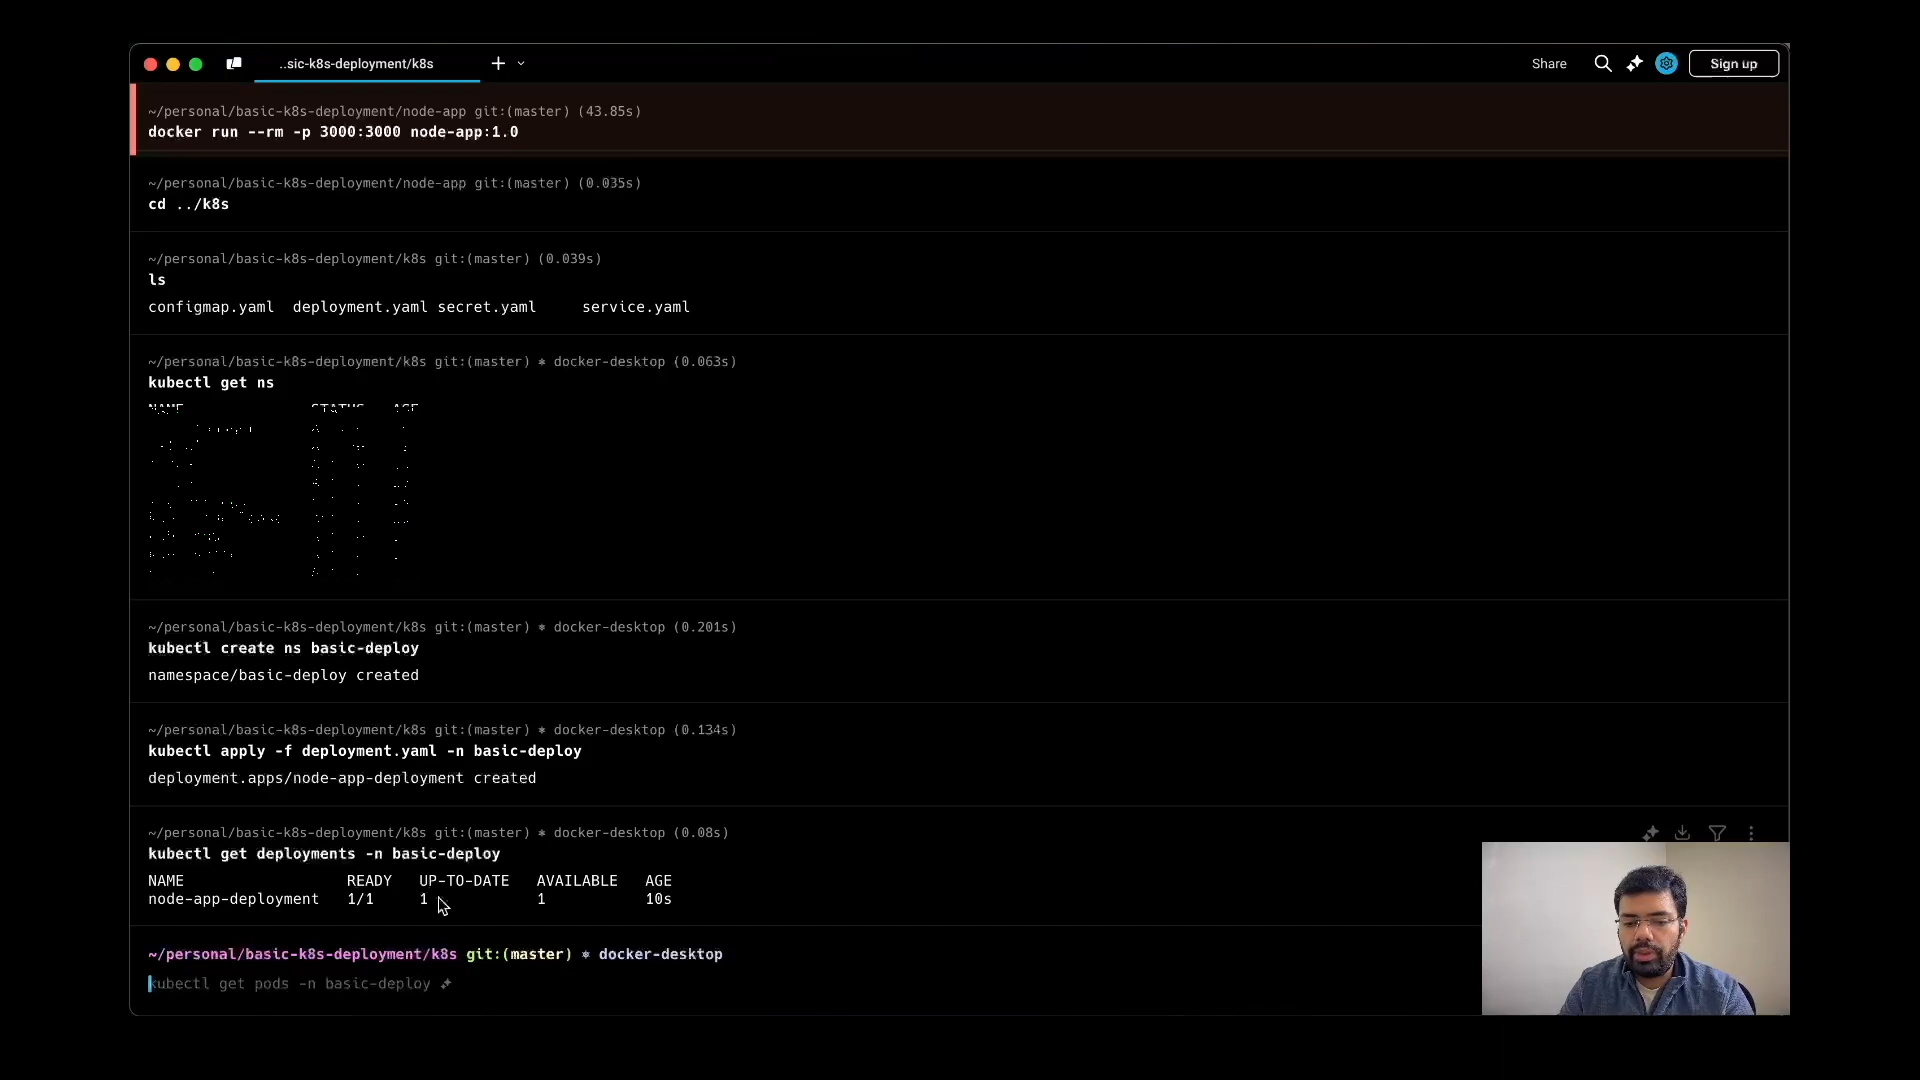 ..sic-k8s-deployment/k8s
Share
Sign up
~/personal/basic-k8s-deployment/node-app git:(master) (43.85s)
docker run --rm -p 3000:3000 node-app:1.0
~/personal/basic-k8s-deployment/node-app git:(master) (0.035s)
cd ../k8s
~/personal/basic-k8s-deployment/k8s git:(master) (0.039s)
ls
configmap.yaml deployment.yaml secret.yaml service.yaml
~/personal/basic-k8s-deployment/k8s git:(master) ⎈ docker-desktop (0.063s)
kubectl get ns
NAME STATUS AGE
~/personal/basic-k8s-deployment/k8s git:(master) ⎈ docker-desktop (0.201s)
kubectl create ns basic-deploy
namespace/basic-deploy created
~/personal/basic-k8s-deployment/k8s git:(master) ⎈ docker-desktop (0.134s)
kubectl apply -f deployment.yaml -n basic-deploy
deployment.apps/node-app-deployment created
~/personal/basic-k8s-deployment/k8s git:(master) ⎈ docker-desktop (0.08s)
kubectl get deployments -n basic-deploy
NAME READY UP-TO-DATE AVAILABLE AGE
node-app-deployment 1/1 1 1 10s
~/personal/basic-k8s-deployment/k8s git:(master) ⎈ docker-desktop
kubectl get pods -n basic-deploy